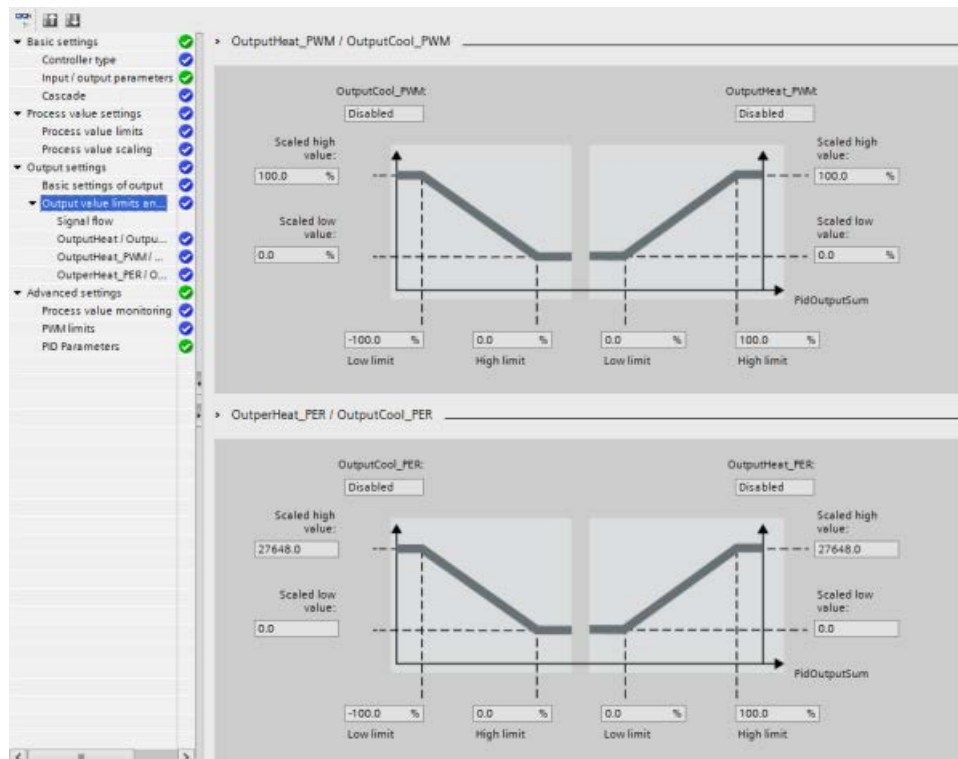 Basic settings
Controller type
Input / output parameters
Cascade
Process value settings
Process value limits
Process value scaling
Output settings
Basic settings of output
Output value limits an...
Signal flow
OutputHeat / Outpu...
OutputHeat_PWM / ...
OutperHeat_PER / O...
Advanced settings
Process value monitoring
PWM limits
PID Parameters
OutputHeat_PWM / OutputCool_PWM
OutputCool_PWM:
Disabled
OutputHeat_PWM:
Disabled
Scaled high
value:
100.0 %
Scaled low
value:
0.0 %
Scaled high
value:
100.0 %
Scaled low
value:
0.0 %
PidOutputSum
-100.0 % 0.0 % 0.0 % 100.0 %
Low limit High limit Low limit High limit
OutperHeat_PER / OutputCool_PER
OutputCool_PER:
Disabled
OutputHeat_PER:
Disabled
Scaled high
value:
27648.0
Scaled low
value:
0.0
Scaled high
value:
27648.0
Scaled low
value:
0.0
PidOutputSum
-100.0 % 0.0 % 0.0 % 100.0 %
Low limit High limit Low limit High limit